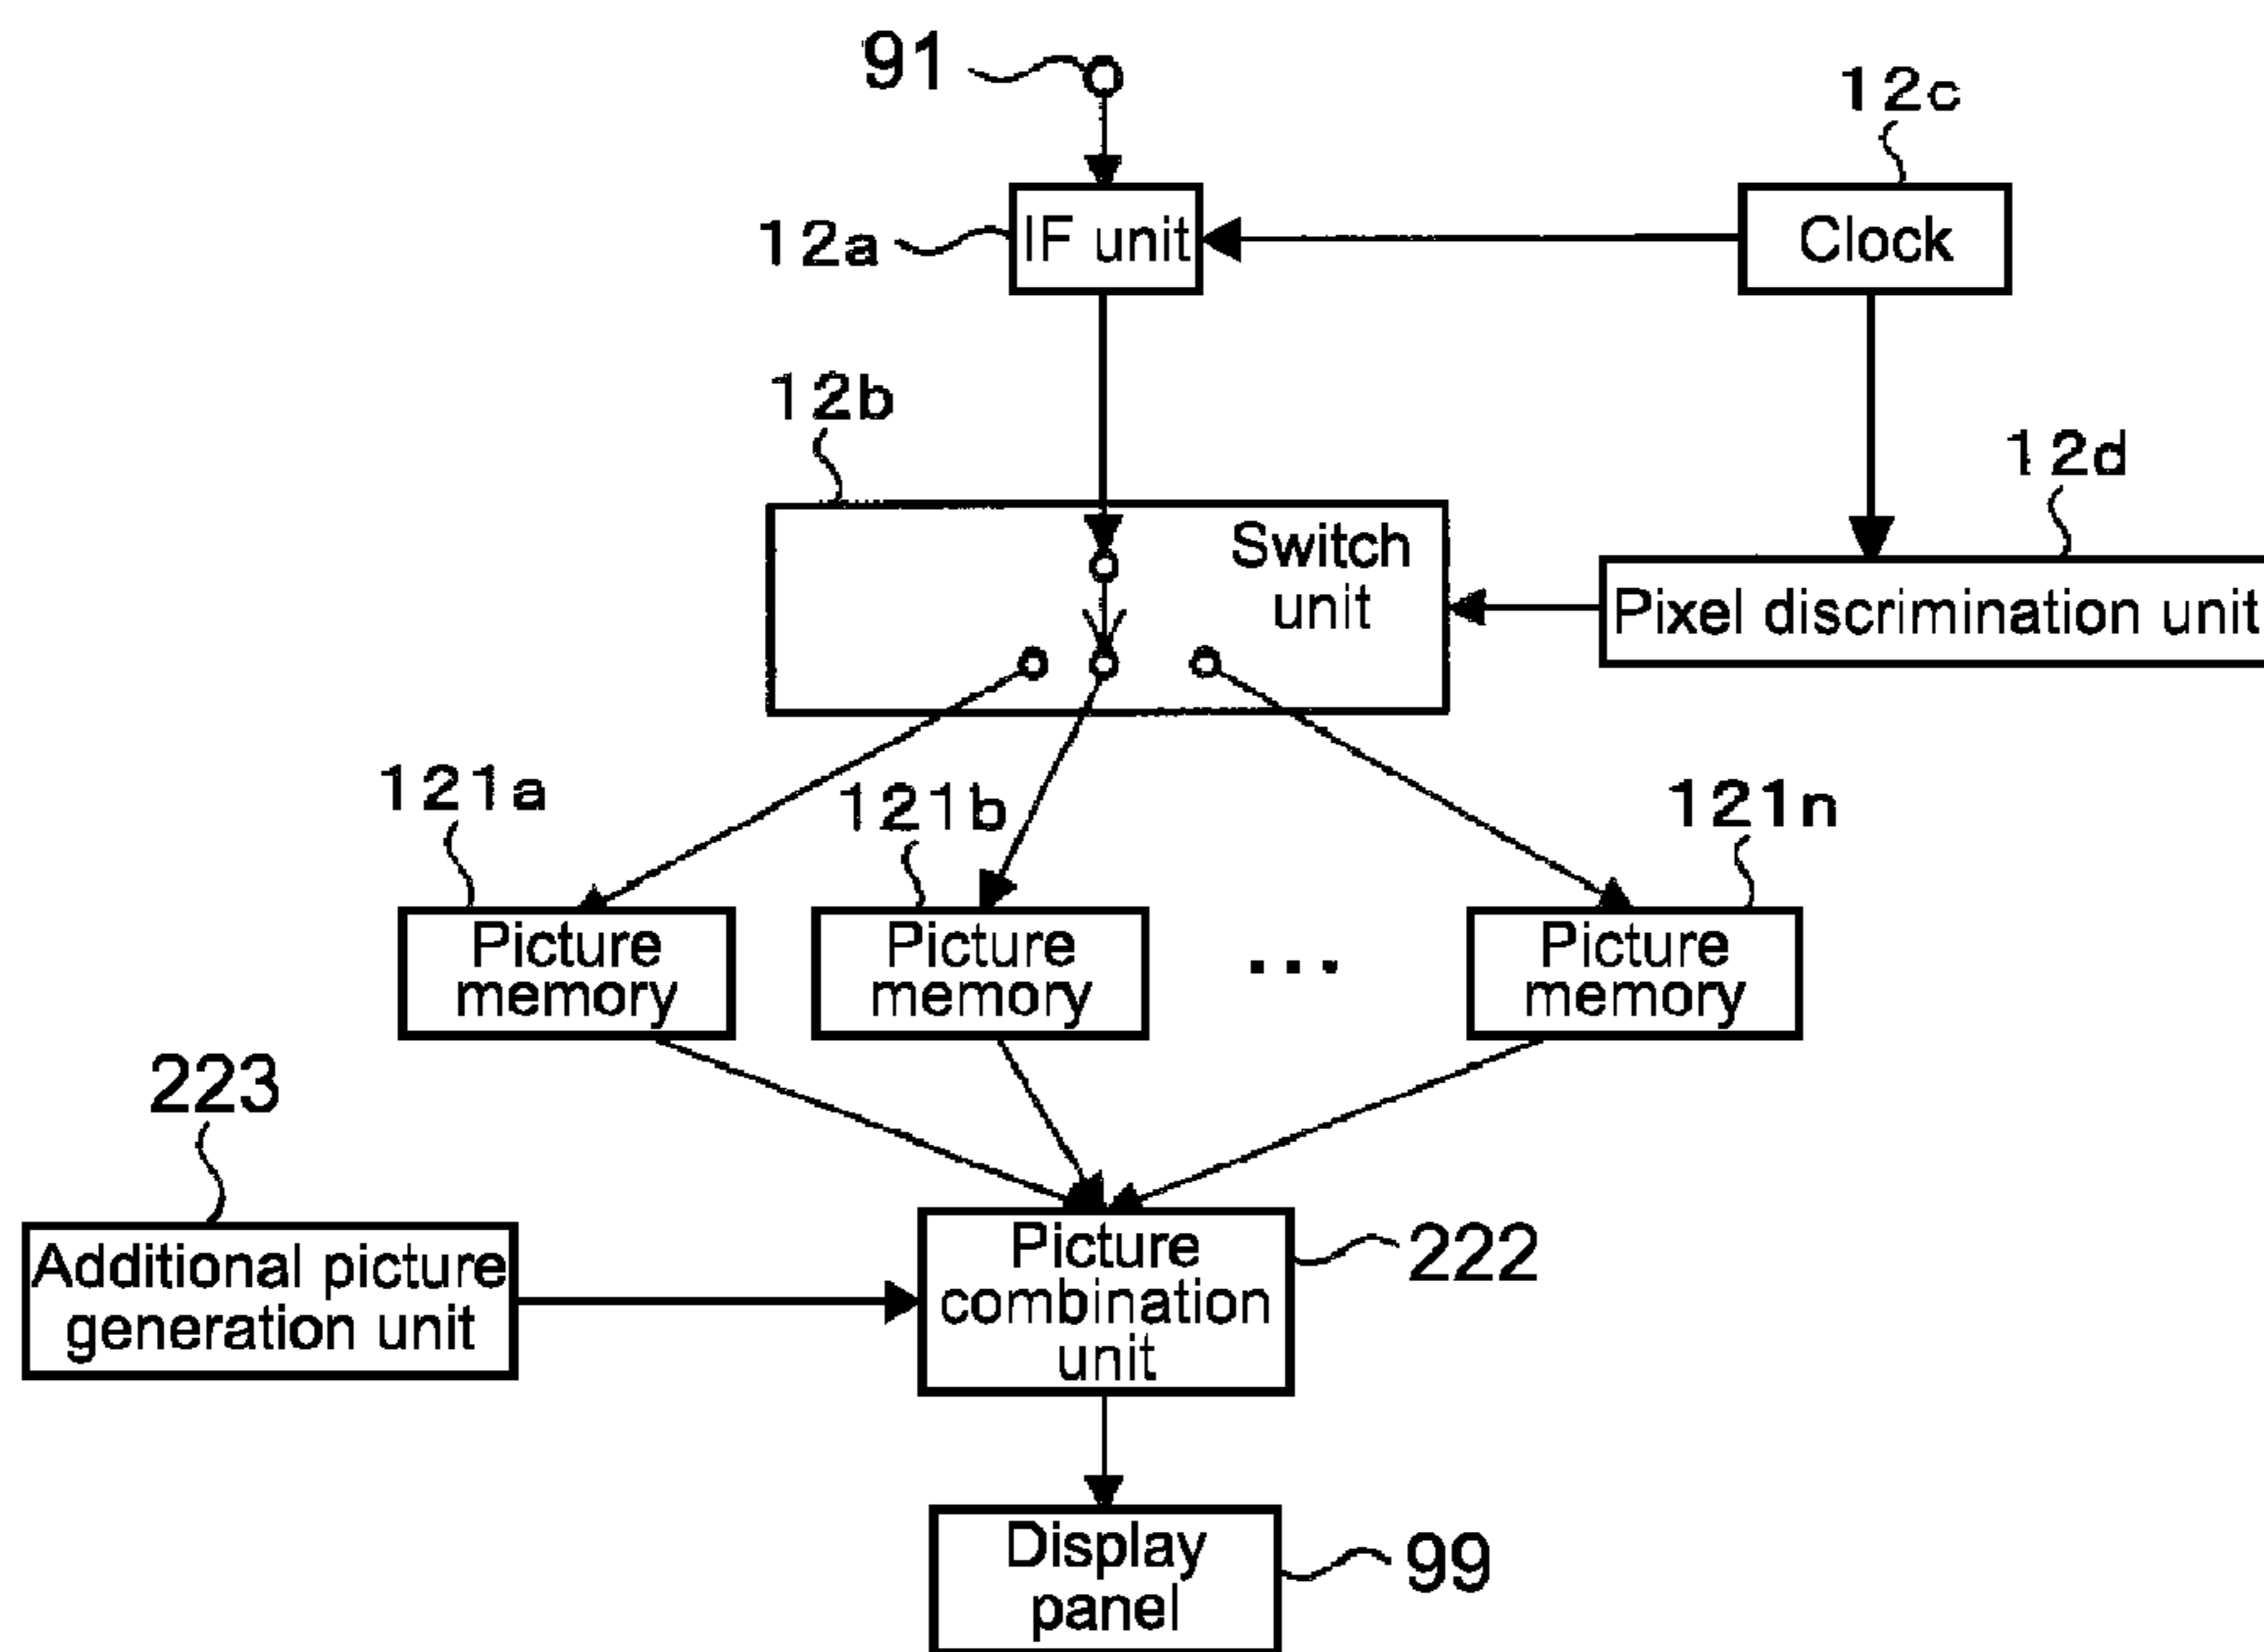 91
12c
12a
IF unit
Clock
12b
12d
Switch
unit
Pixel discrimination unit
121a
121b
121n
Picture
memory
Picture
memory
...
Picture
memory
223
Additional picture
generation unit
Picture
combination
unit
222
Display
panel
99